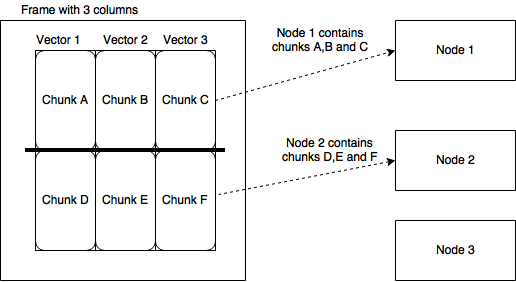 Frame with 3 columns
Vector 1 Vector 2 Vector 3
Chunk A Chunk B Chunk C
Chunk D Chunk E Chunk F
Node 1 contains
chunks A,B and C
Node 1
Node 2 contains
chunks D,E and F
Node 2
Node 3